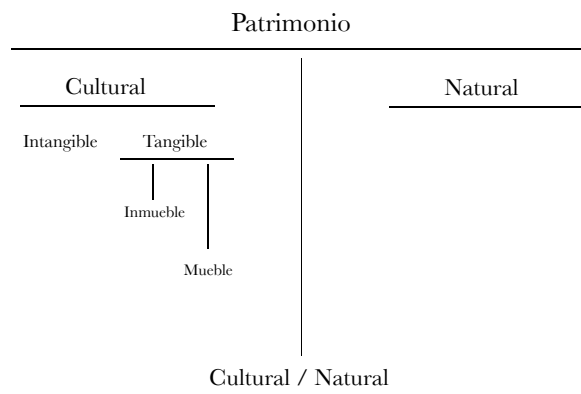 Patrimonio
Cultural
Natural
Intangible
Tangible
Inmueble
Mueble
Cultural / Natural